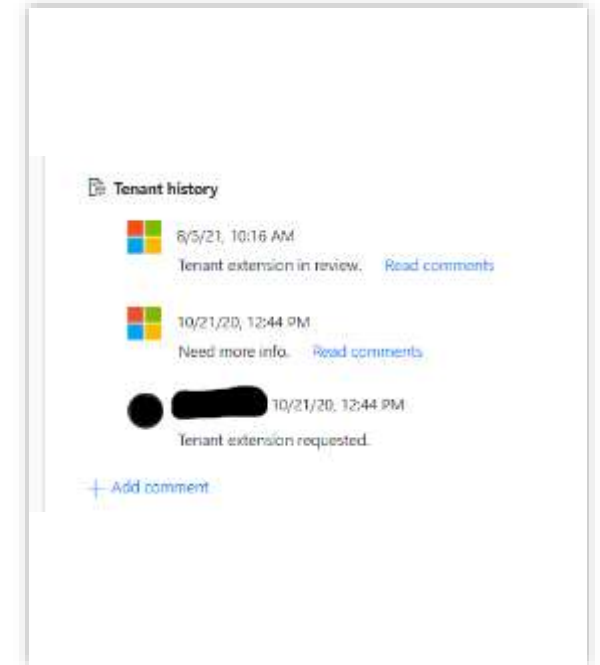 Tenant history
8/5/21, 10:16 AM
Tenant extension in review. Read comments
10/21/20, 12:44 PM
Need more info. Read comments
10/21/20, 12:44 PM
Tenant extension requested.
+ Add comment